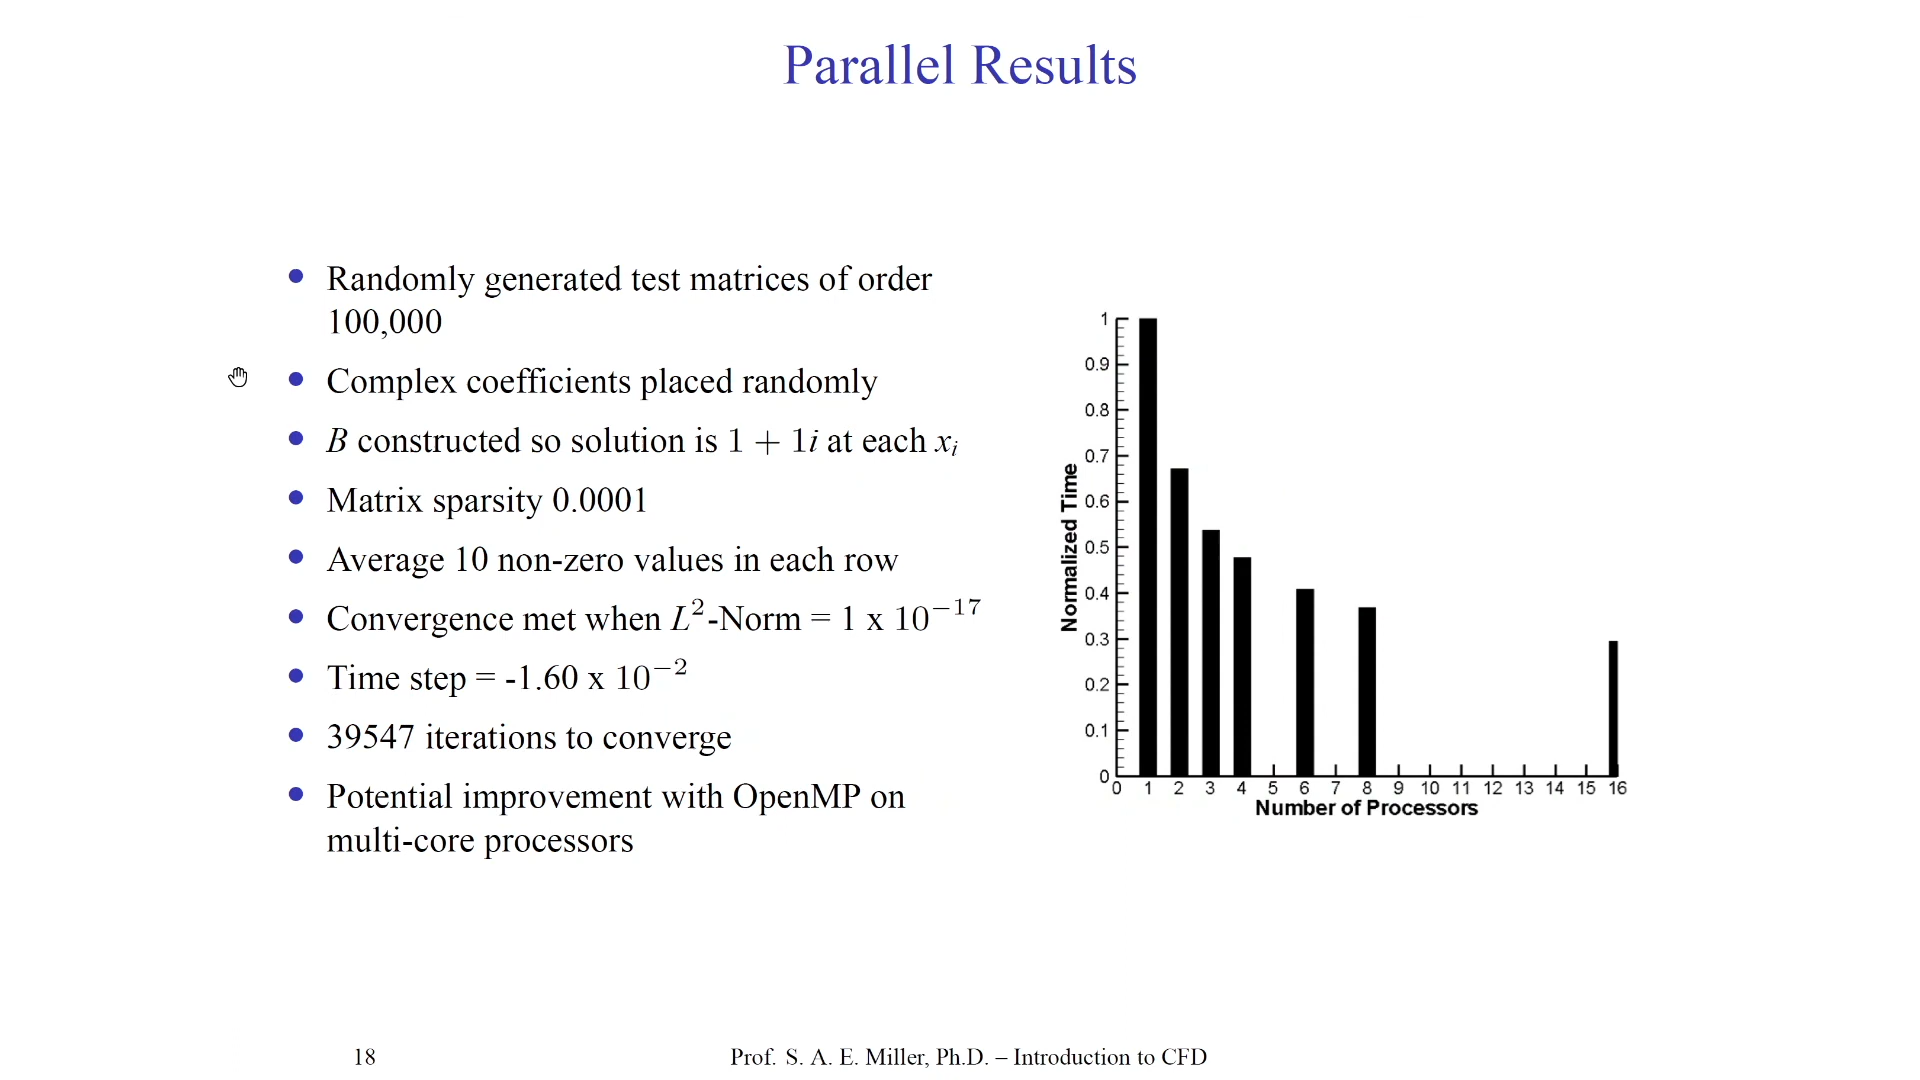 Parallel Results
Randomly generated test matrices of order
100,000
Complex coefficients placed randomly
B constructed so solution is 1 + 1i at each xᵢ
Matrix sparsity 0.0001
Average 10 non-zero values in each row
Convergence met when L²-Norm = 1 x 10⁻¹⁷
Time step = -1.60 x 10⁻²
39547 iterations to converge
Potential improvement with OpenMP on
multi-core processors
Normalized Time
1
0.9
0.8
0.7
0.6
0.5
0.4
0.3
0.2
0.1
0
0 1 2 3 4 5 6 7 8 9 10 11 12 13 14 15 16
Number of Processors
18
Prof. S. A. E. Miller, Ph.D. – Introduction to CFD